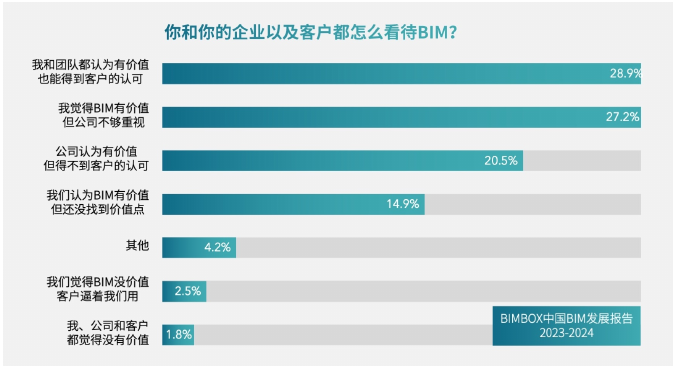 你和你的企业以及客户都怎么看待BIM？
我和团队都认为有价值
也能得到客户的认可
28.9%
我觉得BIM有价值
但公司不够重视
27.2%
公司认为有价值
但得不到客户的认可
20.5%
我们认为BIM有价值
但还没找到价值点
14.9%
其他
4.2%
我们觉得BIM没价值
客户逼着我们用
2.5%
我、公司和客户
都觉得没有价值
1.8%
BIMBOX中国BIM发展报告
2023-2024